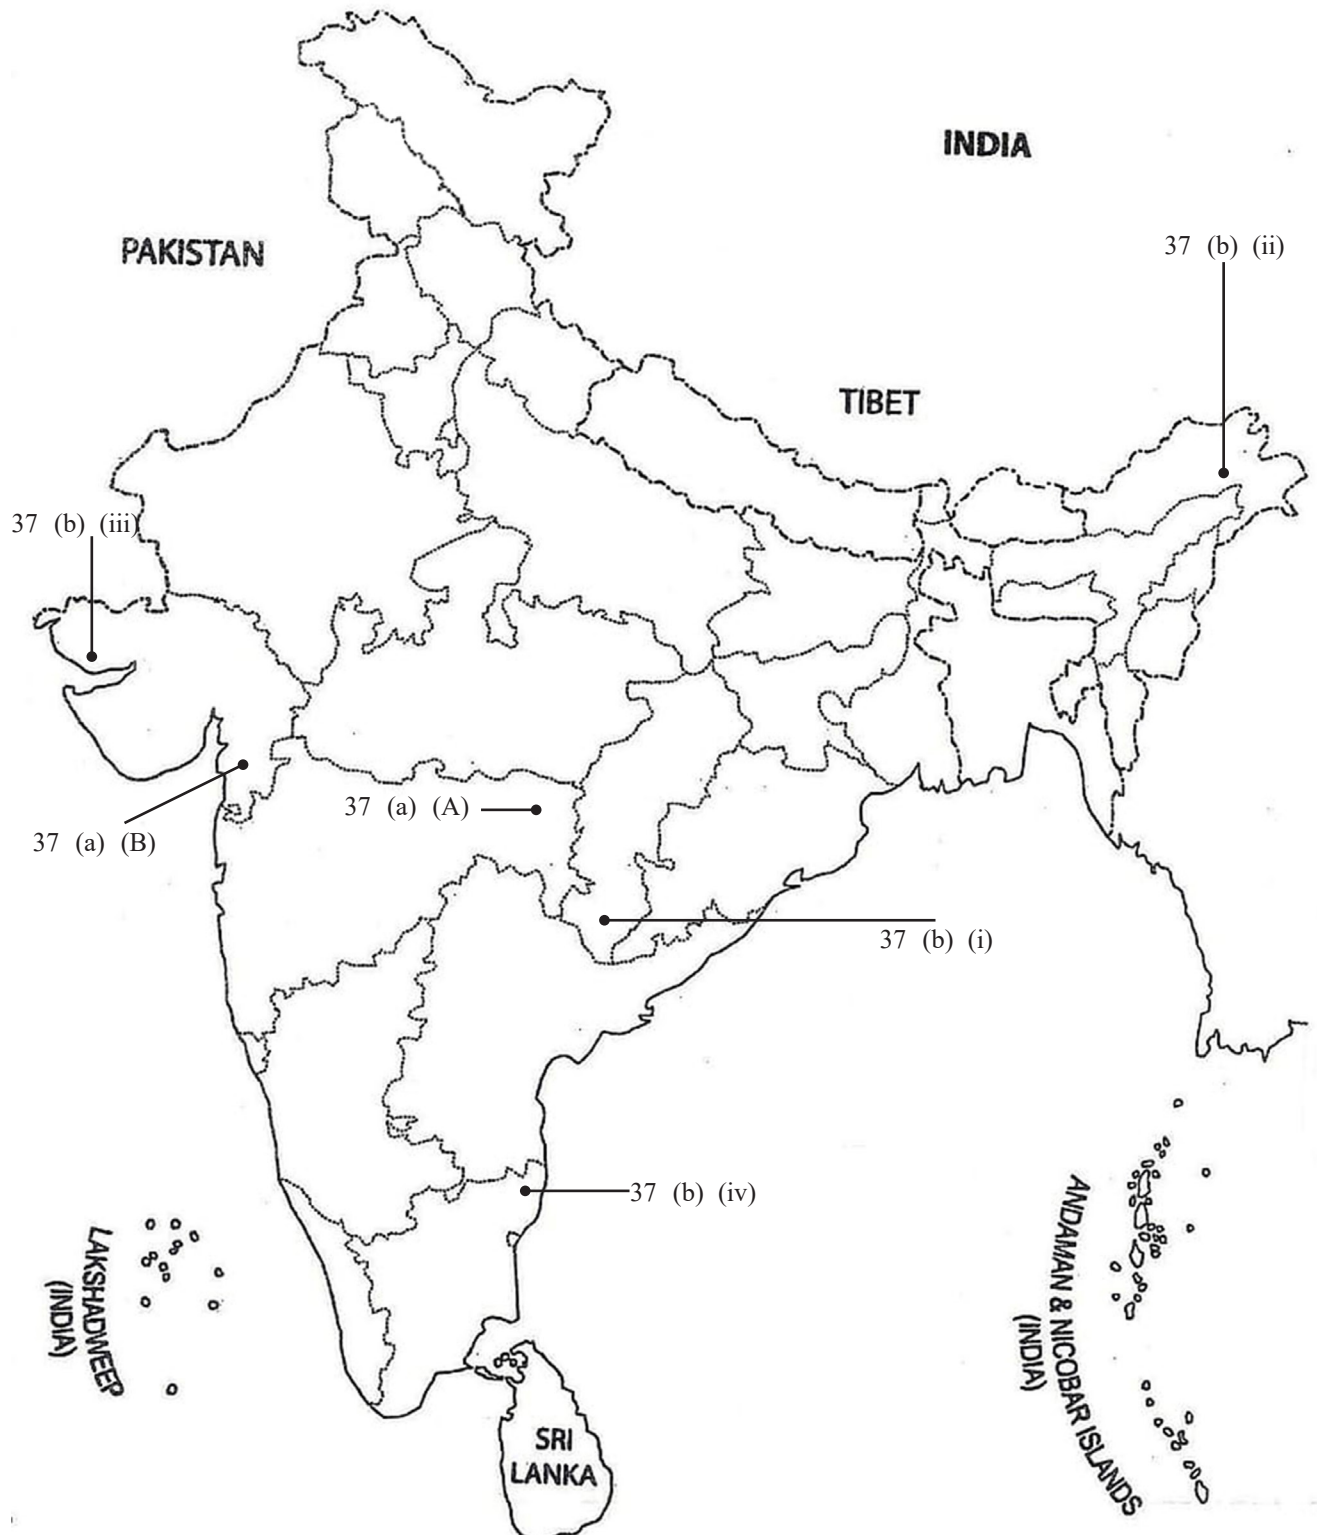 INDIA
PAKISTAN
37 (b) (ii)
TIBET
37 (b) (iii)
37 (a) (A)
37 (a) (B)
37 (b) (i)
37 (b) (iv)
LAKSHADWEEP
(INDIA)
ANDAMAN & NICOBAR ISLANDS
(INDIA)
SRI
LANKA